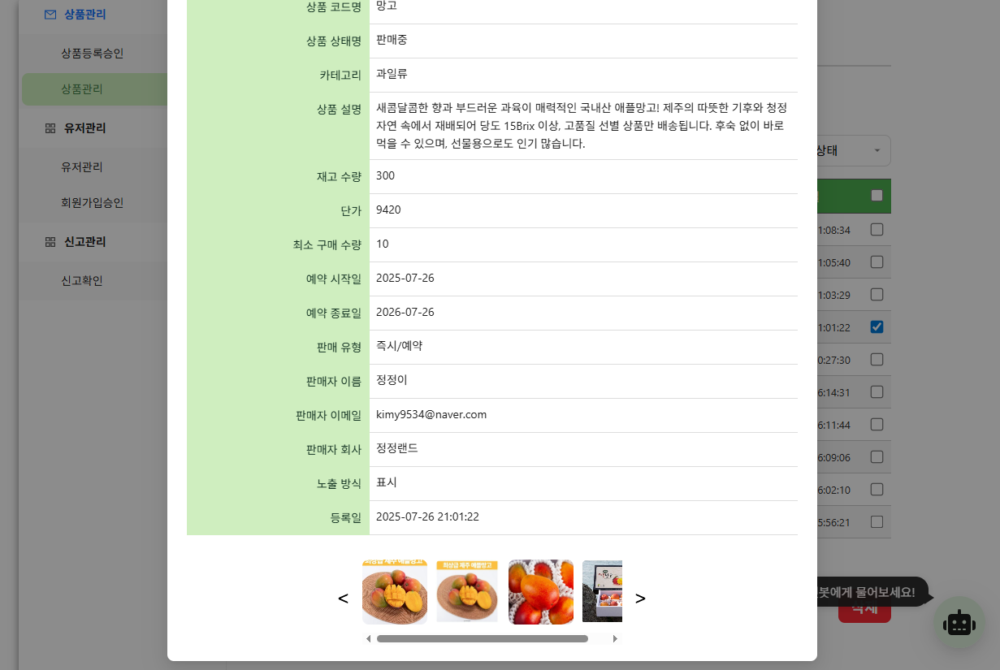 상품관리
상품등록승인
상품관리
유저관리
유저관리
회원가입승인
신고관리
신고확인
상품 코드명 망고
상품 상태명 판매중
카테고리 과일류
상품 설명 새콤달콤한 향과 부드러운 과육이 매력적인 국내산 애플망고! 제주의 따뜻한 기후와 청정
자연 속에서 재배되어 당도 15Brix 이상, 고품질 선별 상품만 배송됩니다. 후숙 없이 바로
먹을 수 있으며, 선물용으로도 인기 많습니다.
재고 수량 300
단가 9420
최소 구매 수량 10
예약 시작일 2025-07-26
예약 종료일 2026-07-26
판매 유형 즉시/예약
판매자 이름 정정이
판매자 이메일 kimy9534@naver.com
판매자 회사 정정랜드
노출 방식 표시
등록일 2025-07-26 21:01:22
<
최상급 제주 애플망고
최상급 제주 애플망고
>
상태
1:08:34
1:05:40
1:03:29
1:01:22
0:27:30
6:14:31
6:11:44
6:09:06
6:02:10
5:56:21
봇에게 물어보세요!
삭제